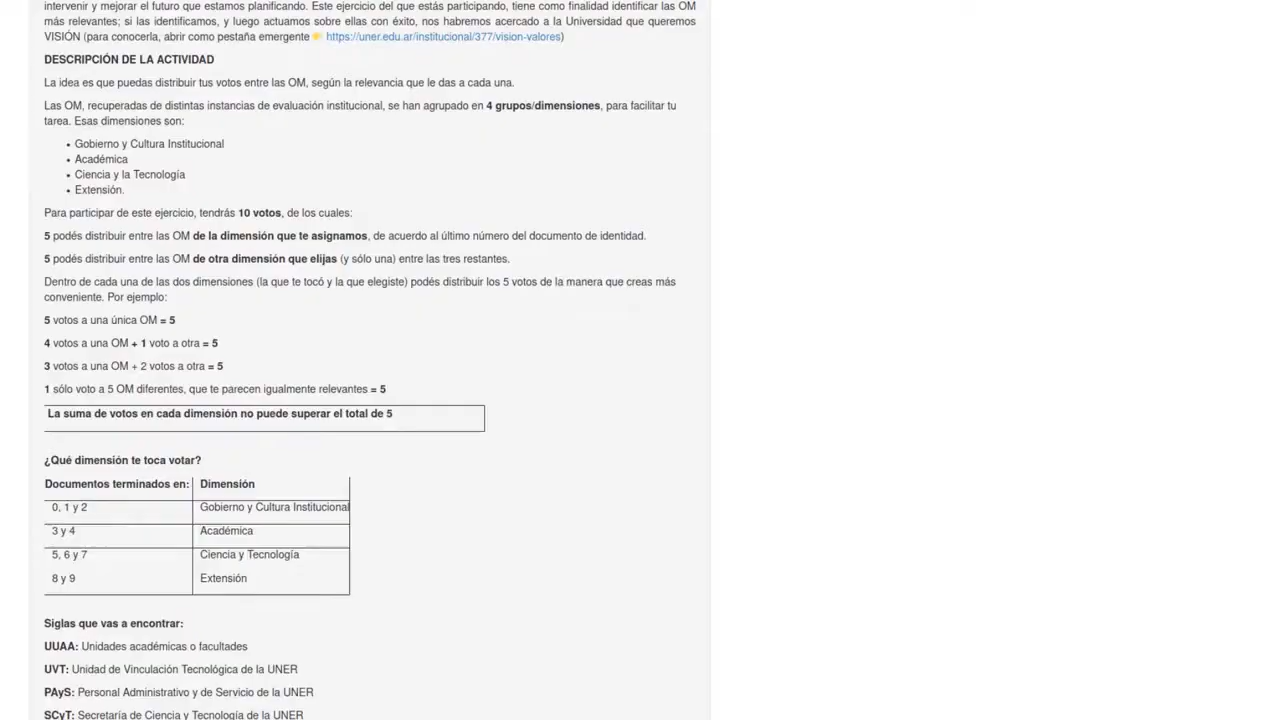 intervenir y mejorar el futuro que estamos planificando. Este ejercicio del que estás participando, tiene como finalidad identificar las OM
más relevantes; si las identificamos, y luego actuamos sobre ellas con éxito, nos habremos acercado a la Universidad que queremos
VISIÓN (para conocerla, abrir como pestaña emergente 👉 https://uner.edu.ar/institucional/377/vision-valores)
DESCRIPCIÓN DE LA ACTIVIDAD
La idea es que puedas distribuir tus votos entre las OM, según la relevancia que le das a cada una.
Las OM, recuperadas de distintas instancias de evaluación institucional, se han agrupado en 4 grupos/dimensiones, para facilitar tu
tarea. Esas dimensiones son:
• Gobierno y Cultura Institucional
• Académica
• Ciencia y la Tecnología
• Extensión.
Para participar de este ejercicio, tendrás 10 votos, de los cuales:
5 podés distribuir entre las OM de la dimensión que te asignamos, de acuerdo al último número del documento de identidad.
5 podés distribuir entre las OM de otra dimensión que elijas (y sólo una) entre las tres restantes.
Dentro de cada una de las dos dimensiones (la que te tocó y la que elegiste) podés distribuir los 5 votos de la manera que creas más
conveniente. Por ejemplo:
5 votos a una única OM = 5
4 votos a una OM + 1 voto a otra = 5
3 votos a una OM + 2 votos a otra = 5
1 sólo voto a 5 OM diferentes, que te parecen igualmente relevantes = 5
La suma de votos en cada dimensión no puede superar el total de 5
¿Qué dimensión te toca votar?
Documentos terminados en: Dimensión
0, 1 y 2 Gobierno y Cultura Institucional
3 y 4 Académica
5, 6 y 7 Ciencia y Tecnología
8 y 9 Extensión
Siglas que vas a encontrar:
UUAA: Unidades académicas o facultades
UVT: Unidad de Vinculación Tecnológica de la UNER
PAyS: Personal Administrativo y de Servicio de la UNER
SCyT: Secretaría de Ciencia y Tecnología de la UNER